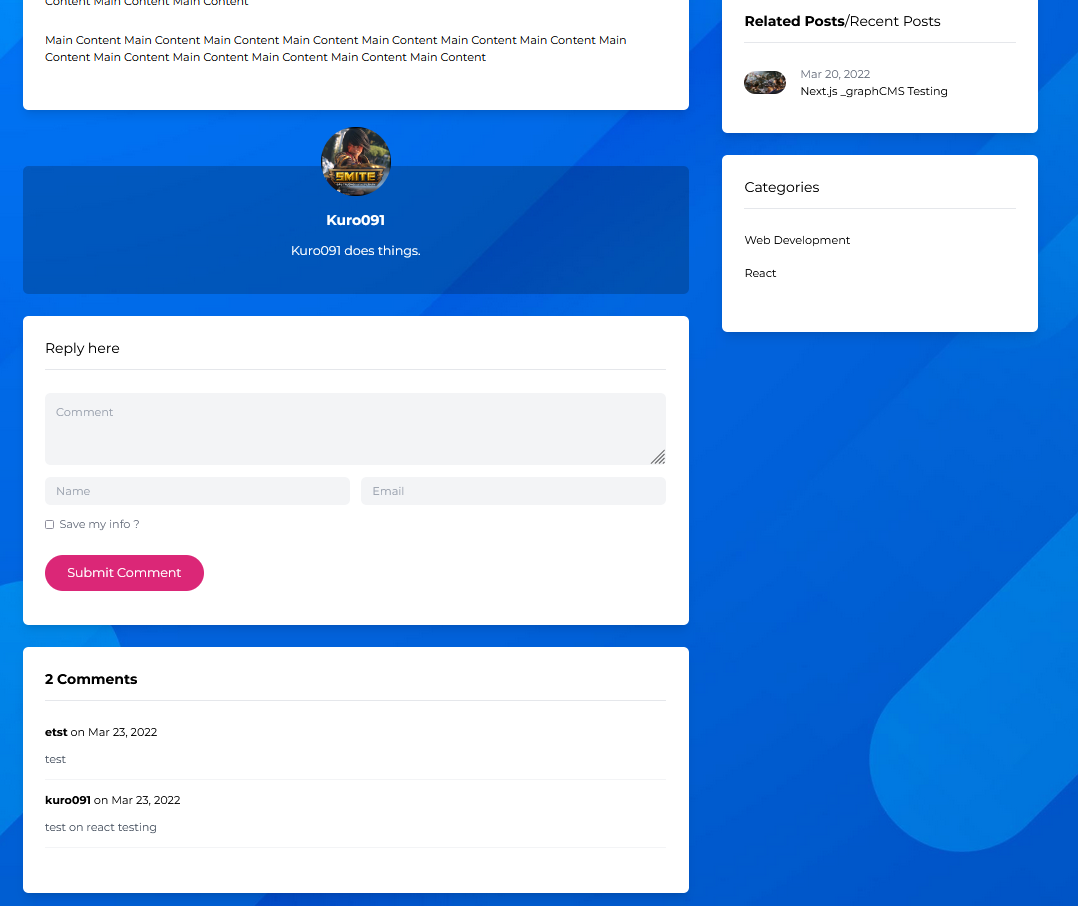 Content Main Content Main Content
Main Content Main Content Main Content Main Content Main Content Main Content Main Content Main
Content Main Content Main Content Main Content Main Content Main Content
SMITE
Kuro091
Kuro091 does things.
Reply here
Comment
Name
Email
Save my info ?
Submit Comment
2 Comments
etst on Mar 23, 2022
test
kuro091 on Mar 23, 2022
test on react testing
Related Posts/Recent Posts
Mar 20, 2022
Next.js _graphCMS Testing
Categories
Web Development
React